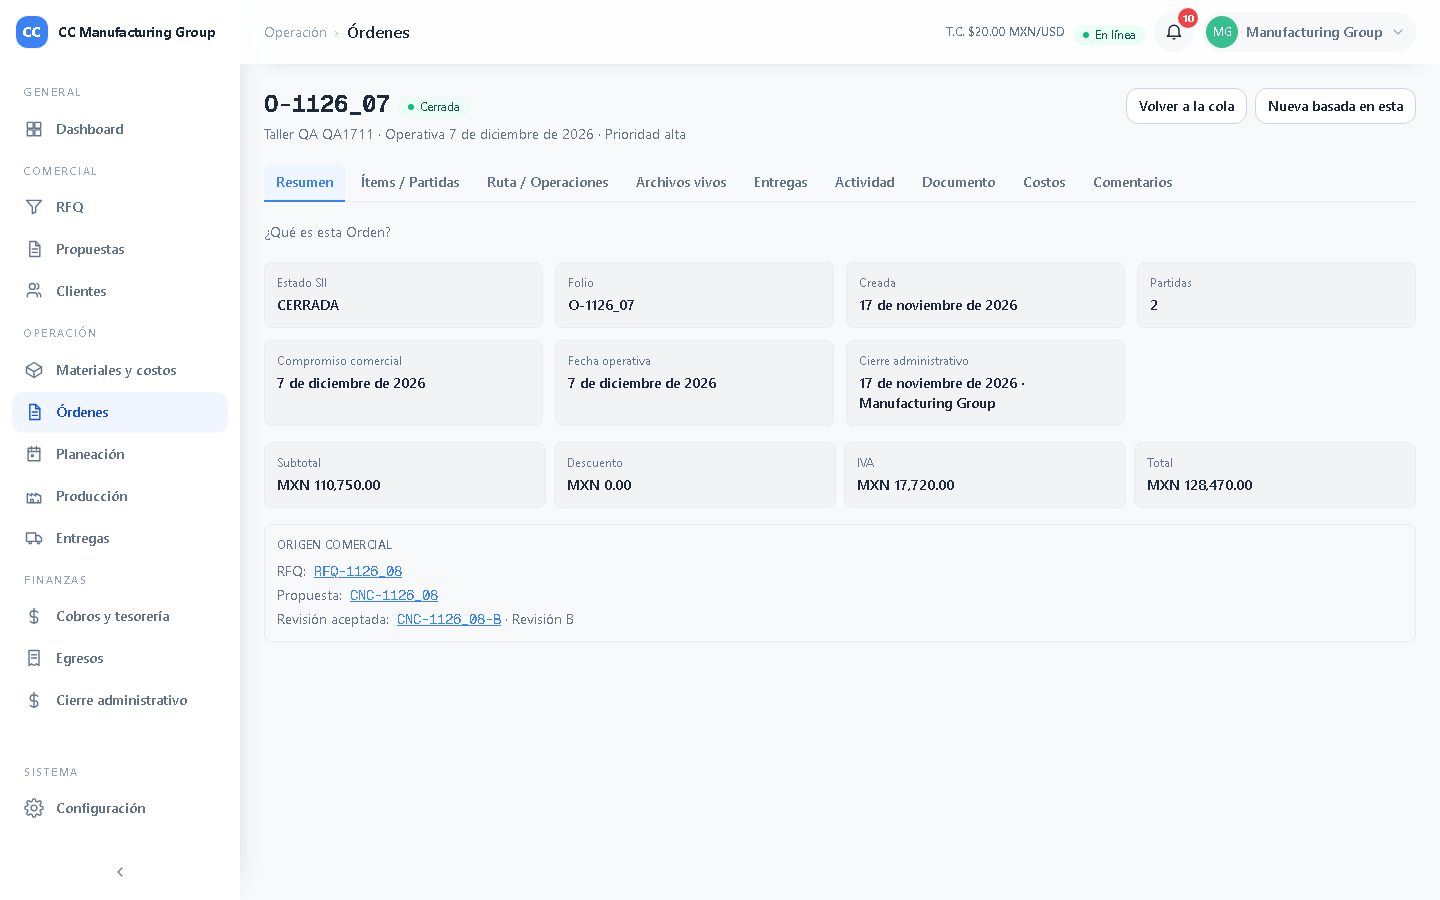 CC CC Manufacturing Group
GENERAL
Dashboard
COMERCIAL
RFQ
Propuestas
Clientes
OPERACIÓN
Materiales y costos
Órdenes
Planeación
Producción
Entregas
FINANZAS
Cobros y tesorería
Egresos
Cierre administrativo
SISTEMA
Configuración
Operación › Órdenes
T.C. $20.00 MXN/USD En línea 10 MG Manufacturing Group
O-1126_07 Cerrada
Volver a la cola Nueva basada en esta
Taller QA QA1711 · Operativa 7 de diciembre de 2026 · Prioridad alta
Resumen Ítems / Partidas Ruta / Operaciones Archivos vivos Entregas Actividad Documento Costos Comentarios
¿Qué es esta Orden?
Estado SII
CERRADA
Folio
O-1126_07
Creada
17 de noviembre de 2026
Partidas
2
Compromiso comercial
7 de diciembre de 2026
Fecha operativa
7 de diciembre de 2026
Cierre administrativo
17 de noviembre de 2026 ·
Manufacturing Group
Subtotal
MXN 110,750.00
Descuento
MXN 0.00
IVA
MXN 17,720.00
Total
MXN 128,470.00
ORIGEN COMERCIAL
RFQ: RFQ-1126_08
Propuesta: CNC-1126_08
Revisión aceptada: CNC-1126_08-B · Revisión B